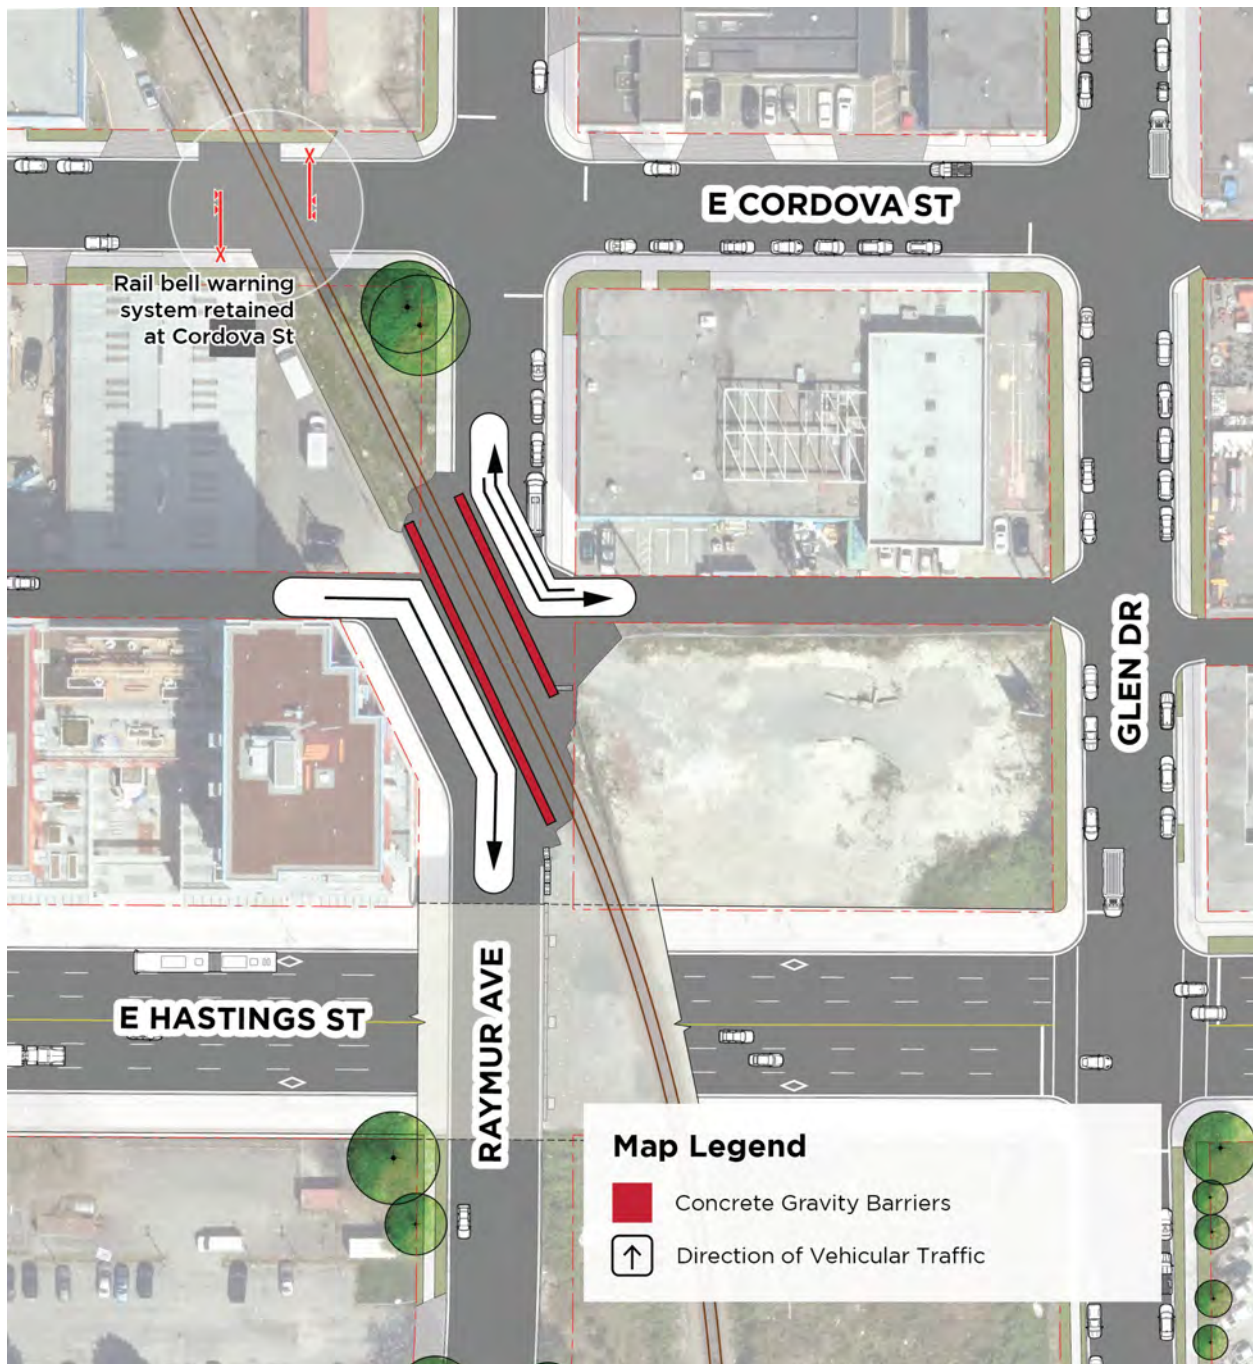 E CORDOVA ST
Rail bell warning
system retained
at Cordova St
GLEN DR
E HASTINGS ST
RAYMUR AVE
Map Legend
Concrete Gravity Barriers
Direction of Vehicular Traffic